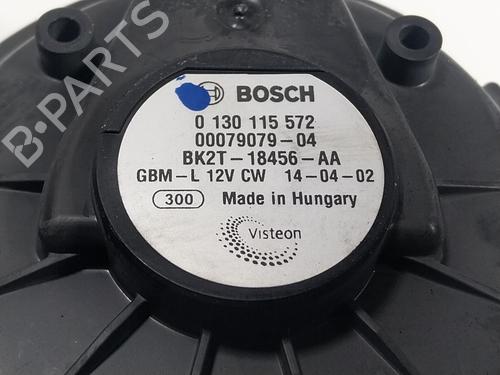 BOSCH
0 130 115 572
00079079-04
BK2T-18456-AA
GBM-L 12V CW 14-04-02
300 Made in Hungary
Visteon